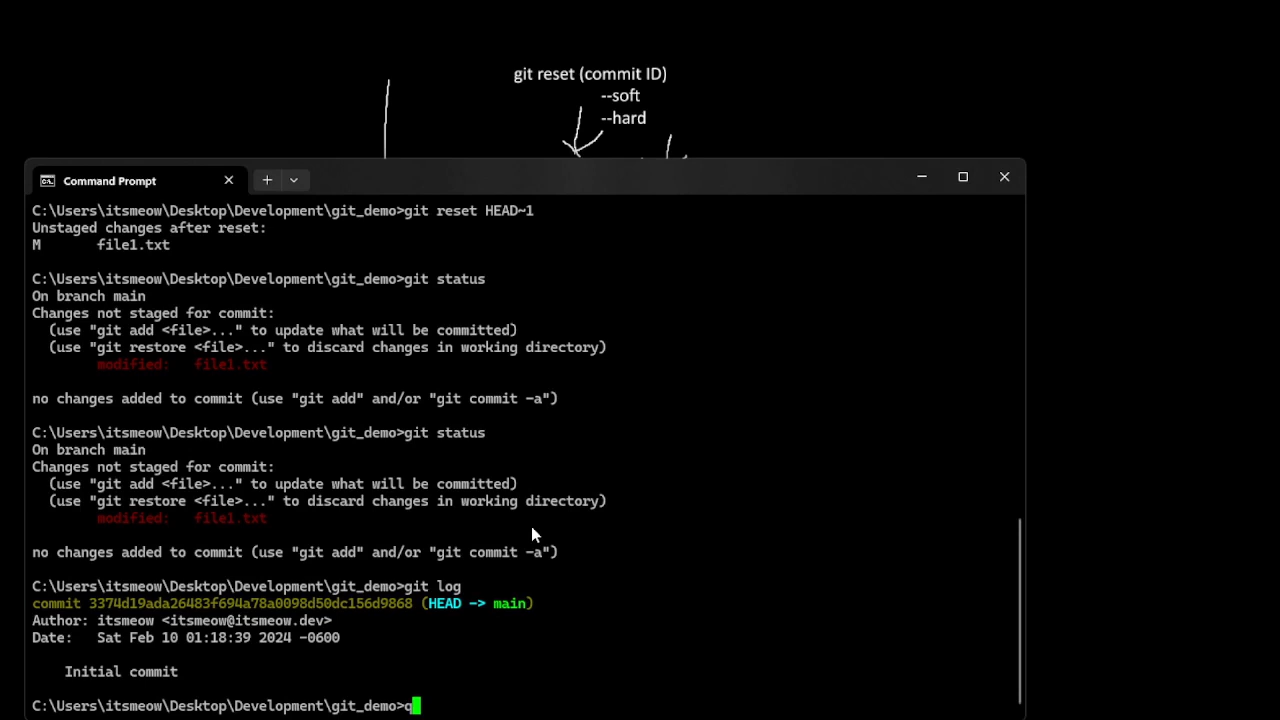 git reset (commit ID)
--soft
--hard
Command Prompt
C:\Users\itsmeow\Desktop\Development\git_demo>git reset HEAD~1
Unstaged changes after reset:
M       file1.txt
C:\Users\itsmeow\Desktop\Development\git_demo>git status
On branch main
Changes not staged for commit:
  (use "git add <file>..." to update what will be committed)
  (use "git restore <file>..." to discard changes in working directory)
        modified:   file1.txt
no changes added to commit (use "git add" and/or "git commit -a")
C:\Users\itsmeow\Desktop\Development\git_demo>git status
On branch main
Changes not staged for commit:
  (use "git add <file>..." to update what will be committed)
  (use "git restore <file>..." to discard changes in working directory)
        modified:   file1.txt
no changes added to commit (use "git add" and/or "git commit -a")
C:\Users\itsmeow\Desktop\Development\git_demo>git log
commit 3374d19ada26483f694a78a0098d50dc156d9868 (HEAD -> main)
Author: itsmeow <itsmeow@itsmeow.dev>
Date:   Sat Feb 10 01:18:39 2024 -0600
    Initial commit
C:\Users\itsmeow\Desktop\Development\git_demo>q